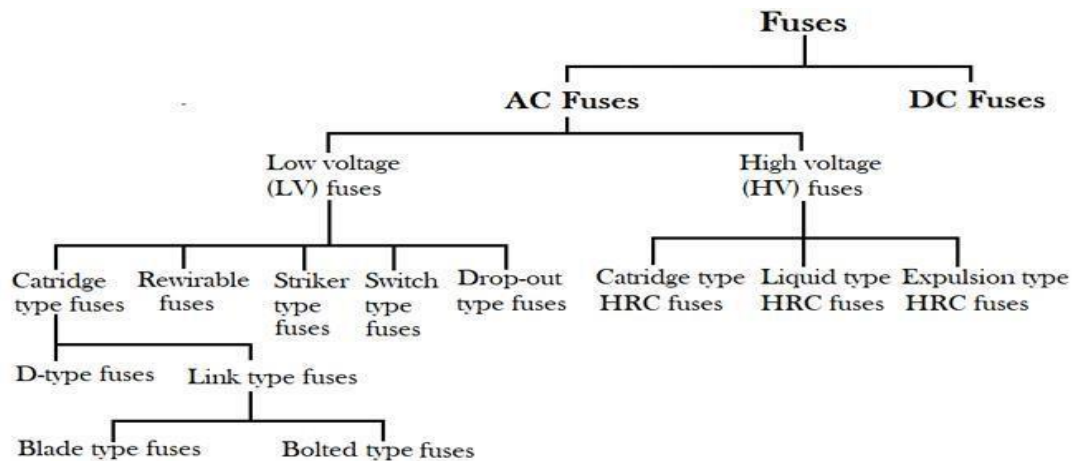 Fuses
AC Fuses
DC Fuses
Low voltage
(LV) fuses
High voltage
(HV) fuses
Catridge
type fuses
Rewirable
fuses
Striker
type
fuses
Switch
type
fuses
Drop-out
type fuses
Catridge type
HRC fuses
Liquid type
HRC fuses
Expulsion type
HRC fuses
D-type fuses
Link type fuses
Blade type fuses
Bolted type fuses